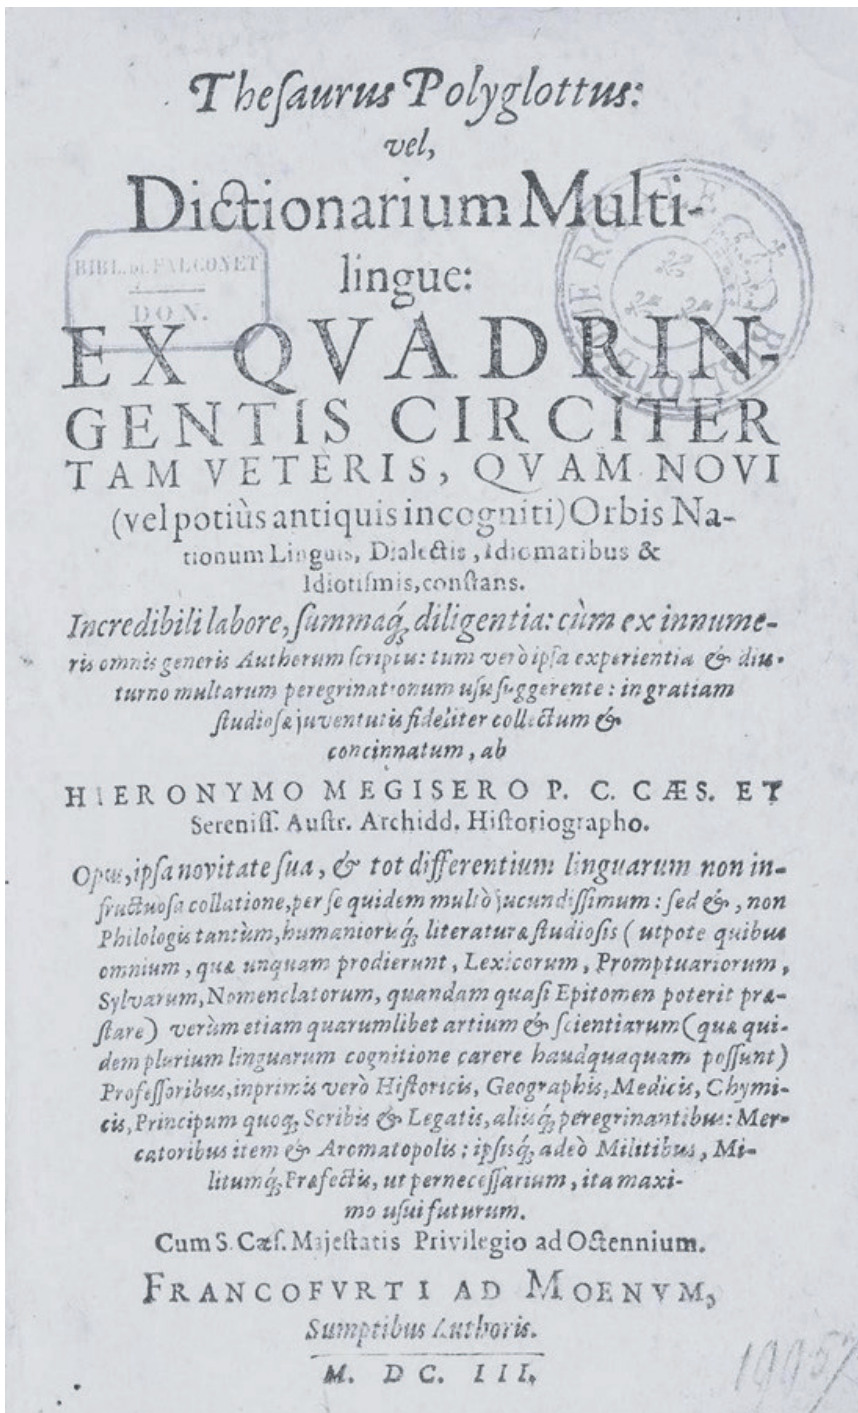 Theſaurus Polyglottus:
vel,
Dictionarium Multi-
lingue:
EX QVADRIN-
GENTIS CIRCITER
TAM VETERIS, QVAM NOVI
(vel potiùs antiquis incogniti) Orbis Na-
tionum Linguis, Dialectis, Idiomatibus &
Idiotiſmis, conſtans.
Incredibili labore, ſummaq́; diligentia: cùm ex innume-
ris omnis generis Authorum ſcriptis: tum verò ipſa experientia & diu-
turno multarum peregrinationum uſu ſuggerente: in gratiam
ſtudioſæ juventutis fideliter collectum &
concinnatum, ab
HIERONYMO MEGISERO P. C. CÆS. ET
Sereniſſ. Auſtr. Archidd. Hiſtoriographo.
Opus, ipſa novitate ſua, & tot differentium linguarum non in-
fructuoſa collatione, per ſe quidem multò jucundiſſimum: ſed &, non
Philologis tantùm, humaniorisq́; literaturæ ſtudioſis (utpote quibus
omnium, quæ unquam prodierunt, Lexicorum, Promptuariorum,
Sylvarum, Nomenclatorum, quandam quaſi Epitomen poterit præ-
ſtare) verùm etiam quarumlibet artium & ſcientiarum (quæ qui-
dem plurium linguarum cognitione carere haudquaquam poſſunt)
Profeſſoribus, inprimis verò Hiſtoricis, Geographis, Medicis, Chymi-
cis, Principum quoq; Scribis & Legatis, aliisq́; peregrinantibus: Mer-
catoribus item & Aromatopolis: ipſisq́; adeò Militibus, Mi-
litumq́; Præfectis, ut perneceſſarium, ita maxi-
mo uſui futurum.
Cum S. Cæſ. Majeſtatis Privilegio ad Octennium.
FRANCOFVRTI AD MOENVM,
Sumptibus Authoris.
M. DC. III.
BIBL. DE FALCONET
DON.
19957